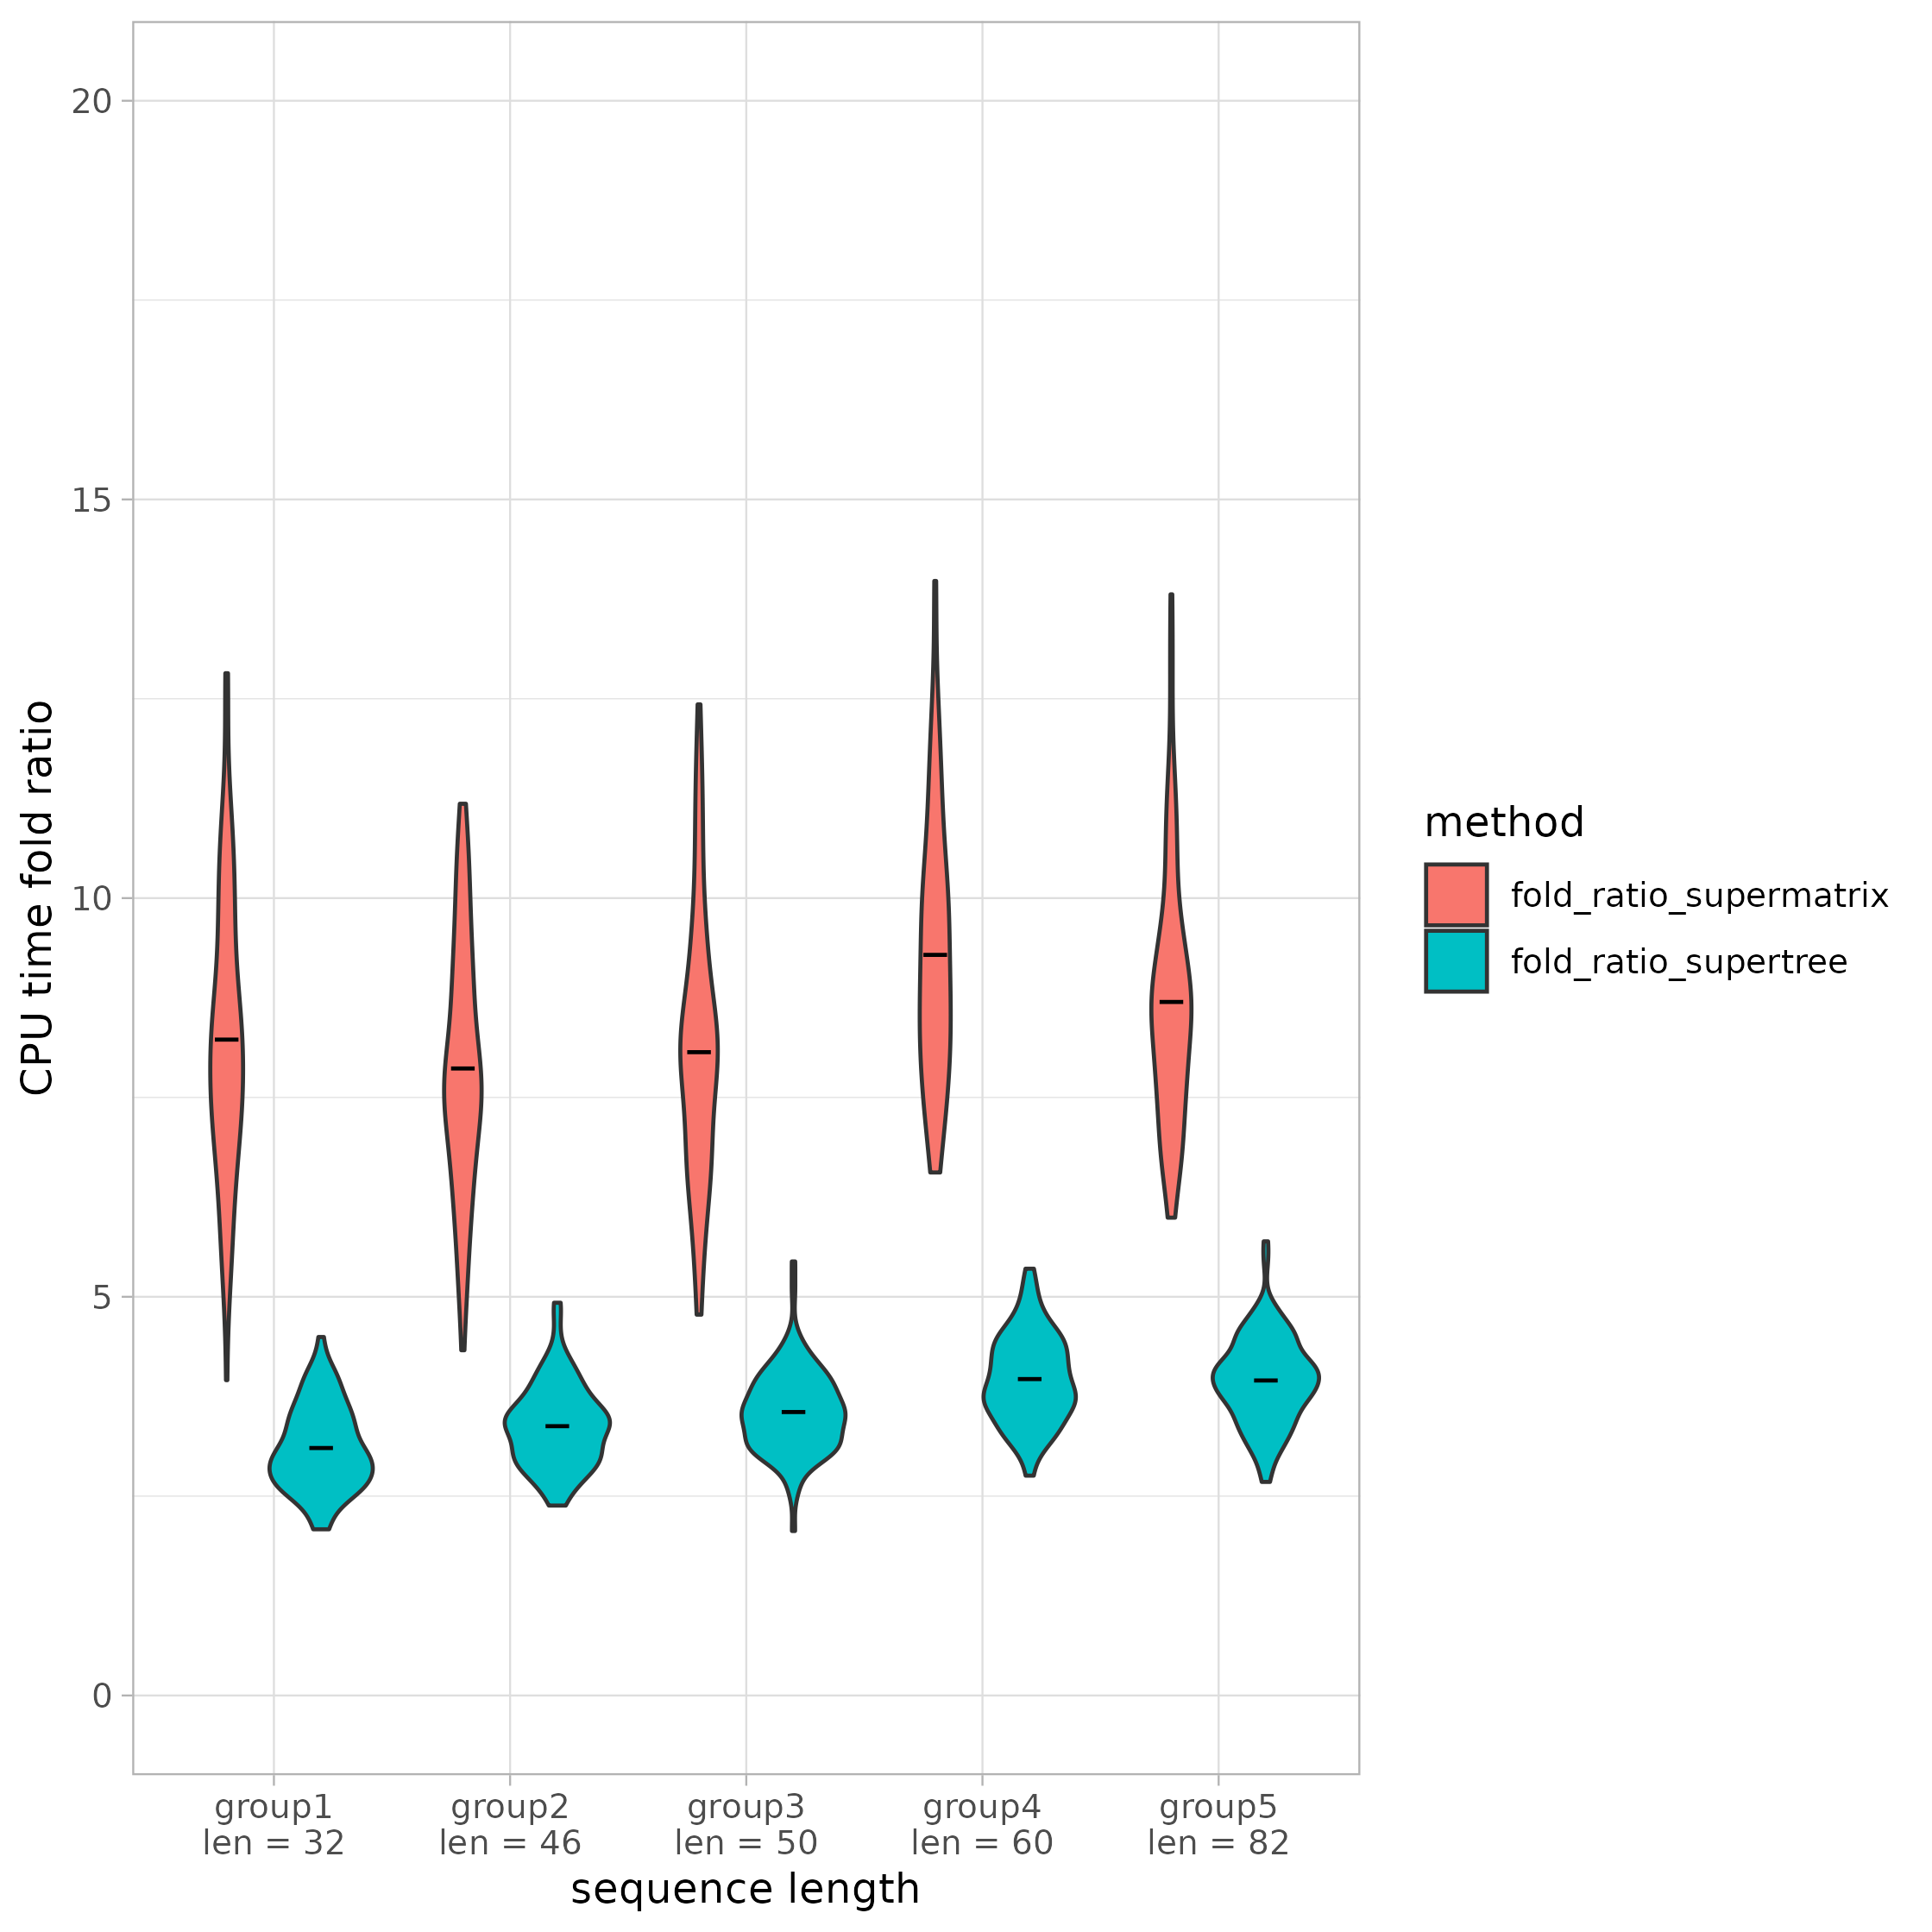 CPU time fold ratio
20
15
10
5
0
group1
len = 32
group2
len = 46
group3
len = 50
group4
len = 60
group5
len = 82
sequence length
method
fold_ratio_supermatrix
fold_ratio_supertree